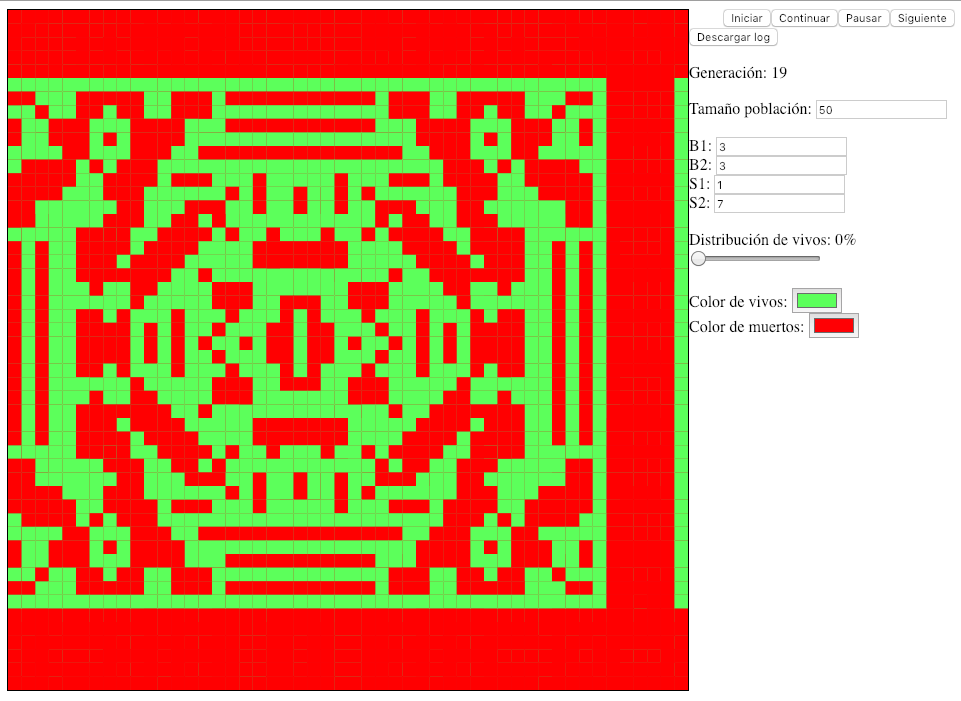 Iniciar Continuar Pausar Siguiente
Descargar log
Generación: 19
Tamaño población: 50
B1: 3
B2: 3
S1: 1
S2: 7
Distribución de vivos: 0%
Color de vivos:
Color de muertos: